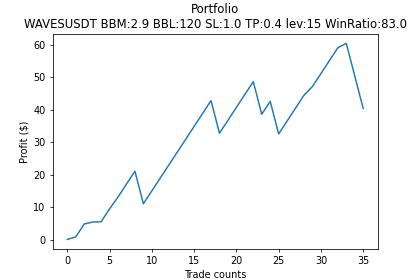 Portfolio
WAVESUSDT BBM:2.9 BBL:120 SL:1.0 TP:0.4 lev:15 WinRatio:83.0
60
50
40
30
20
10
0
Profit ($)
0 5 10 15 20 25 30 35
Trade counts